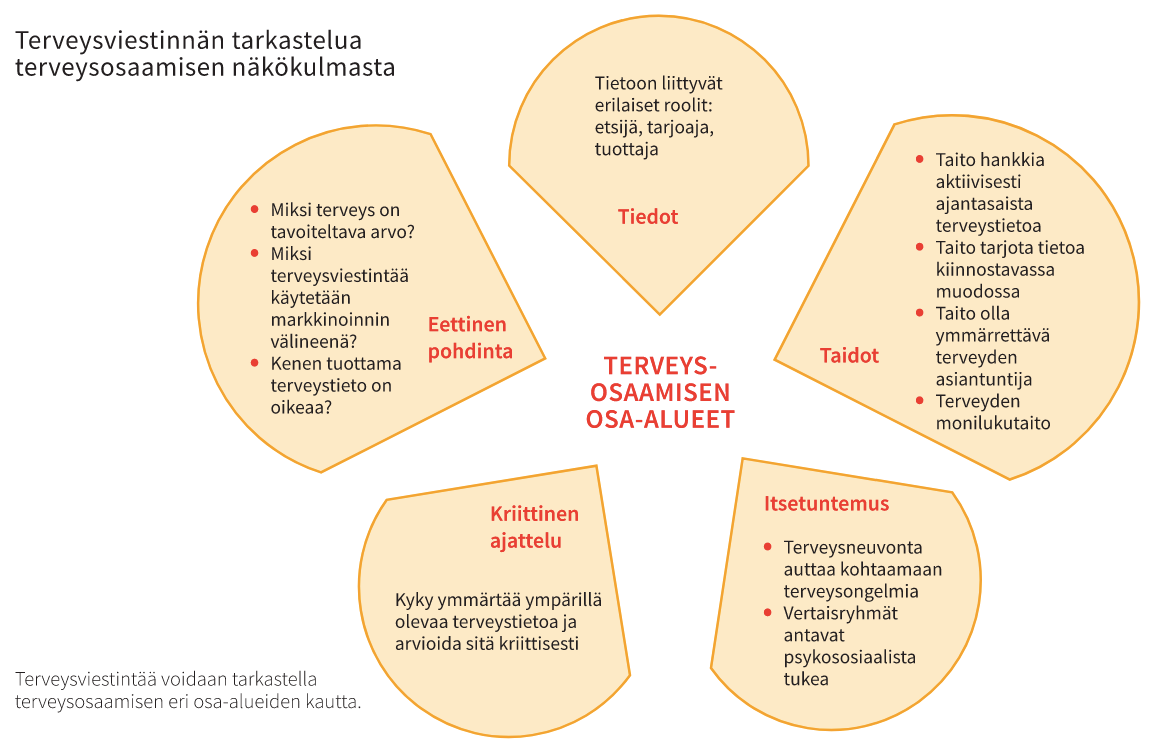 Terveysviestinnän tarkastelua
terveysosaamisen näkökulmasta
Tietoon liittyvät
erilaiset roolit:
etsijä, tarjoaja,
tuottaja
Tiedot
• Taito hankkia
aktiivisesti
ajantasaista
terveystietoa
• Taito tarjota tietoa
kiinnostavassa
muodossa
• Taito olla
ymmärrettävä
terveyden
asiantuntija
• Terveyden
monilukutaito
Taidot
Itsetuntemus
• Terveysneuvonta
auttaa kohtaamaan
terveysongelmia
• Vertaisryhmät
antavat
psykososiaalista
tukea
Kriittinen
ajattelu
Kyky ymmärtää ympärillä
olevaa terveystietoa ja
arvioida sitä kriittisesti
• Miksi terveys on
tavoiteltava arvo?
• Miksi
terveysviestintää
käytetään
markkinoinnin
välineenä?
• Kenen tuottama
terveystieto on
oikeaa?
Eettinen
pohdinta
TERVEYS-
OSAAMISEN
OSA-ALUEET
Terveysviestintää voidaan tarkastella
terveysosaamisen eri osa-alueiden kautta.